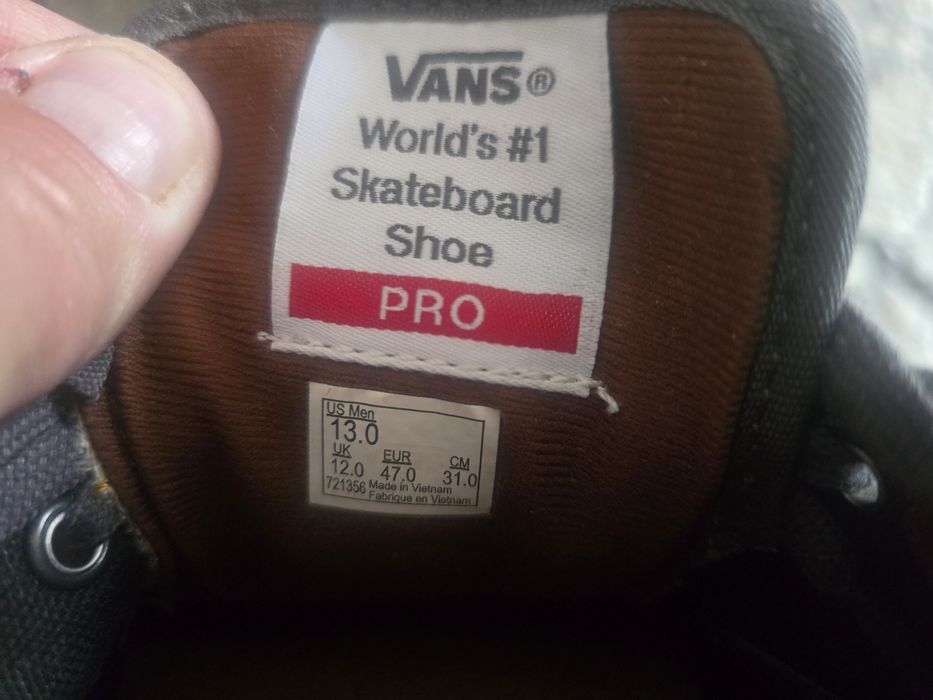 VANS®
World's #1
Skateboard
Shoe
PRO
US Men
13.0
UK EUR CM
12.0 47.0 31.0
721356 Made in Vietnam
Fabrique en Vietnam